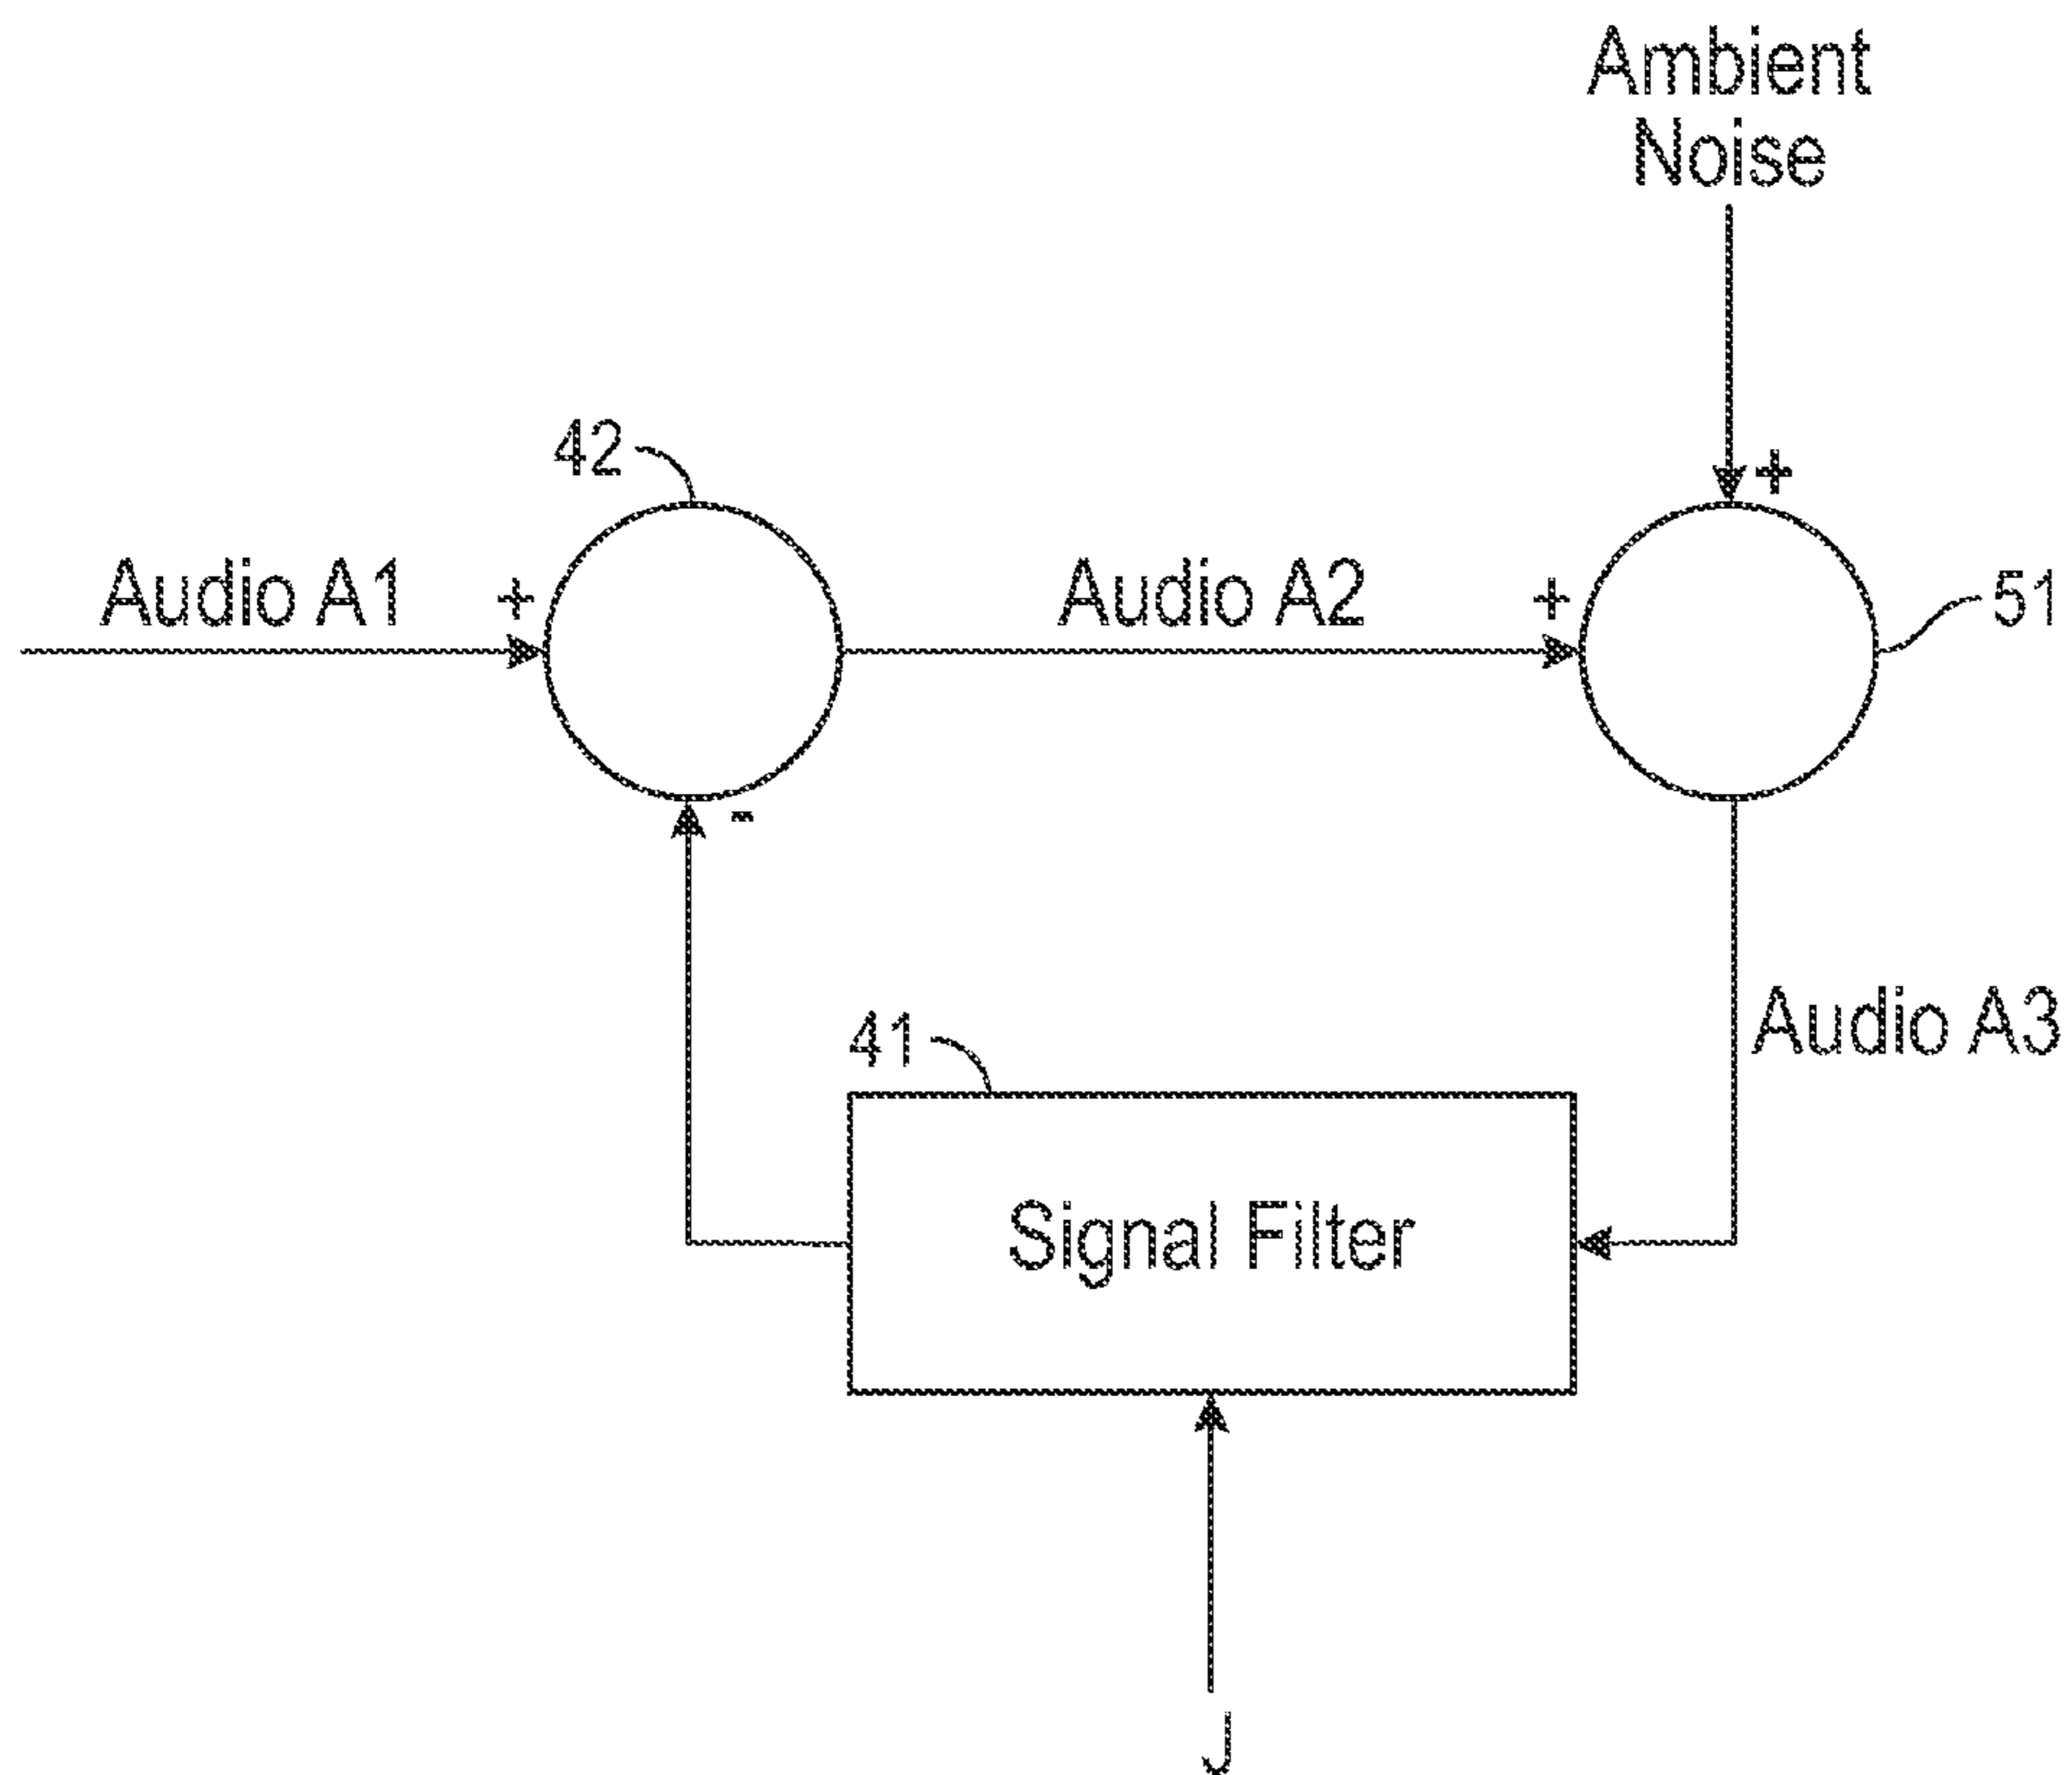 Ambient
Noise
42
+
Audio A1
+
Audio A2
+
51
-
Audio A3
41
Signal Filter
J